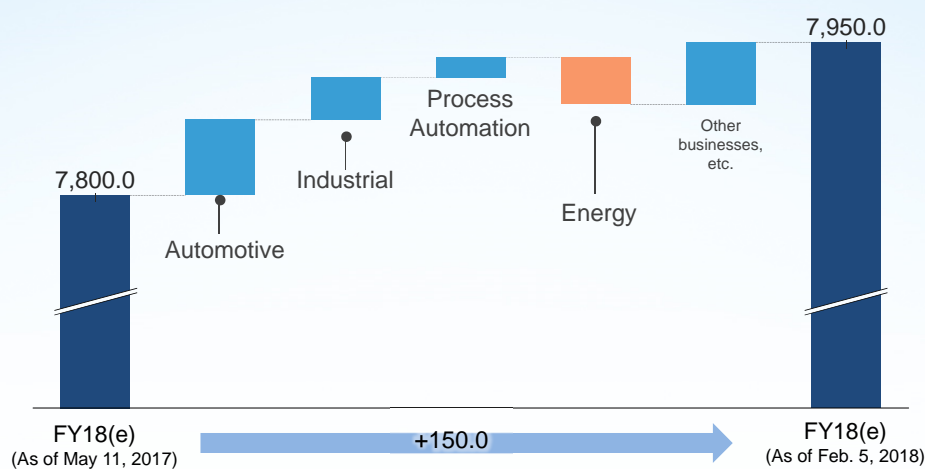 7,950.0
Process
Automation
Other
businesses,
etc.
7,800.0
Industrial
Energy
Automotive
FY18(e)
(As of May 11, 2017)
+150.0
FY18(e)
(As of Feb. 5, 2018)